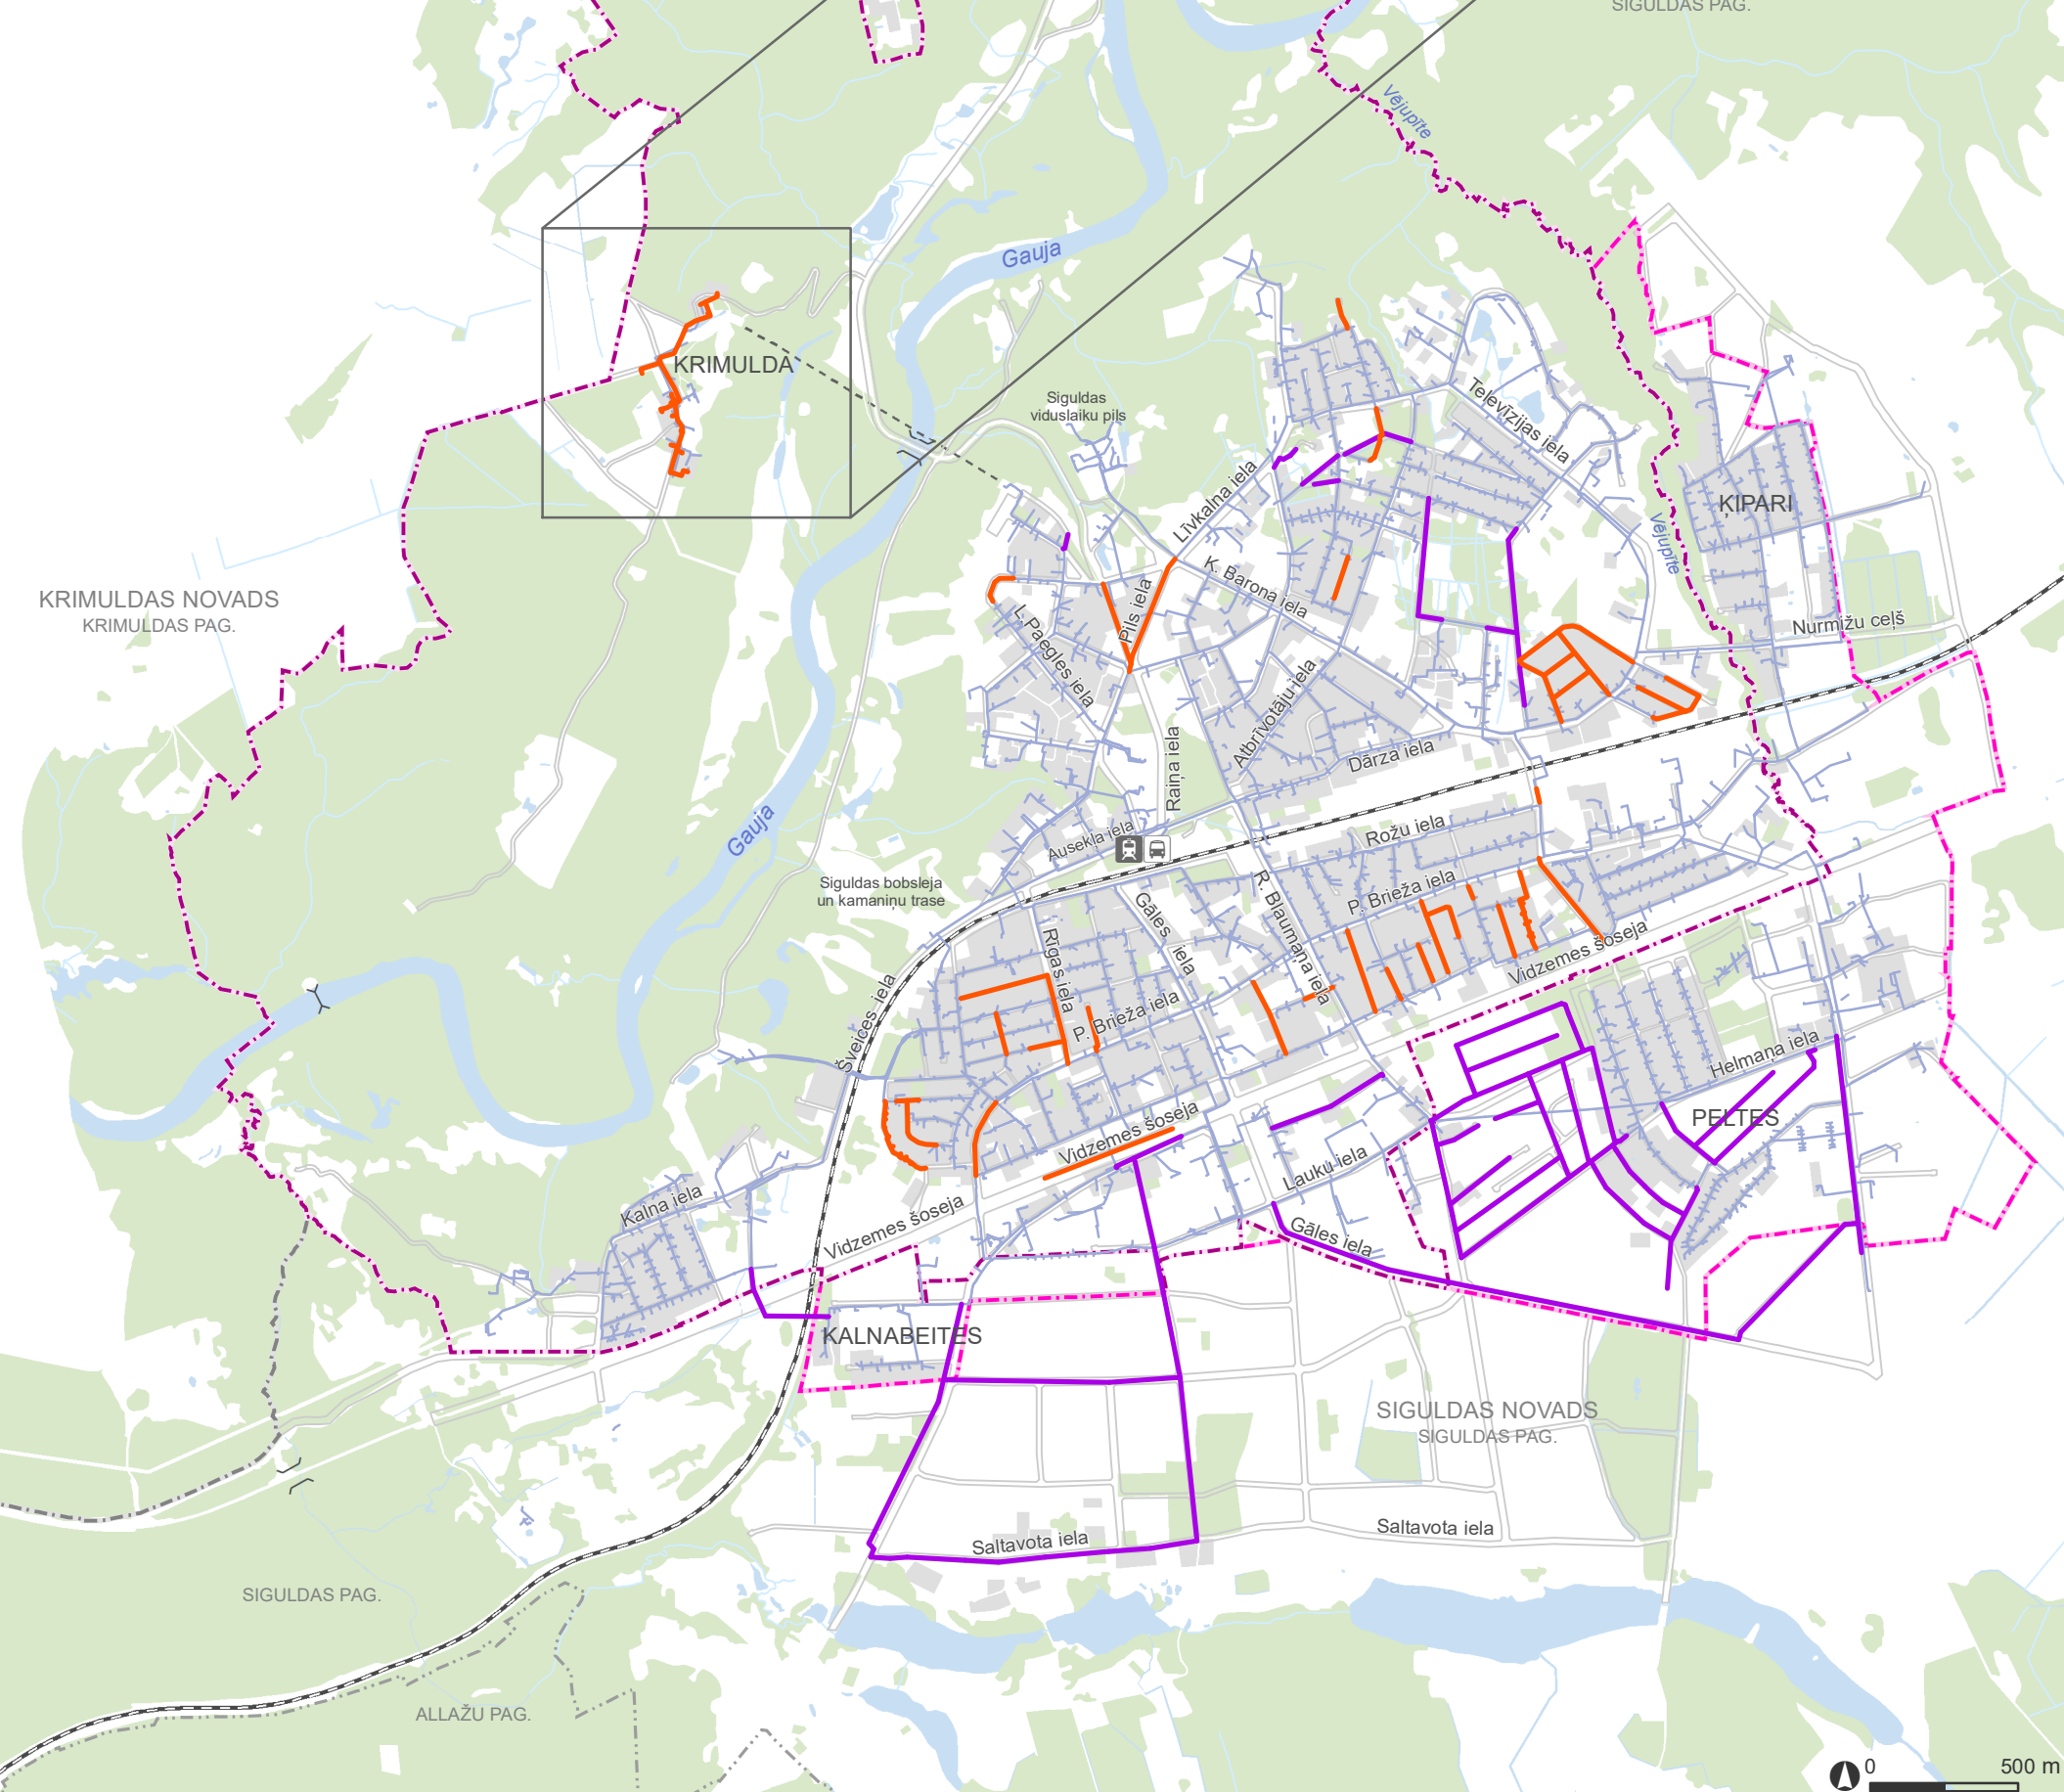 SIGULDAS PAG.
Vējupīte
Gauja
KRIMULDA
Siguldas
viduslaiku pils
Televīzijas iela
Līvkalna iela
ĶIPARI
Vējupīte
K. Barona iela
KRIMULDAS NOVADS
KRIMULDAS PAG.
Pils iela
L. Paegles iela
Nurmižu ceļš
Atbrīvotāju iela
Dārza iela
Raiņa iela
Gauja
Ausekļa iela
Rožu iela
Siguldas bobsleja
un kamaniņu trase
P. Brieža iela
R. Blaumaņa iela
Gāles iela
Rīgas iela
Vidzemes šoseja
Šveices iela
P. Brieža iela
Helmaņa iela
PELTES
Vidzemes šoseja
Lauku iela
Kalna iela
Vidzemes šoseja
Gāles iela
KALNABEITES
SIGULDAS NOVADS
SIGULDAS PAG.
Saltavota iela
Saltavota iela
SIGULDAS PAG.
ALLAŽU PAG.
0 500 m